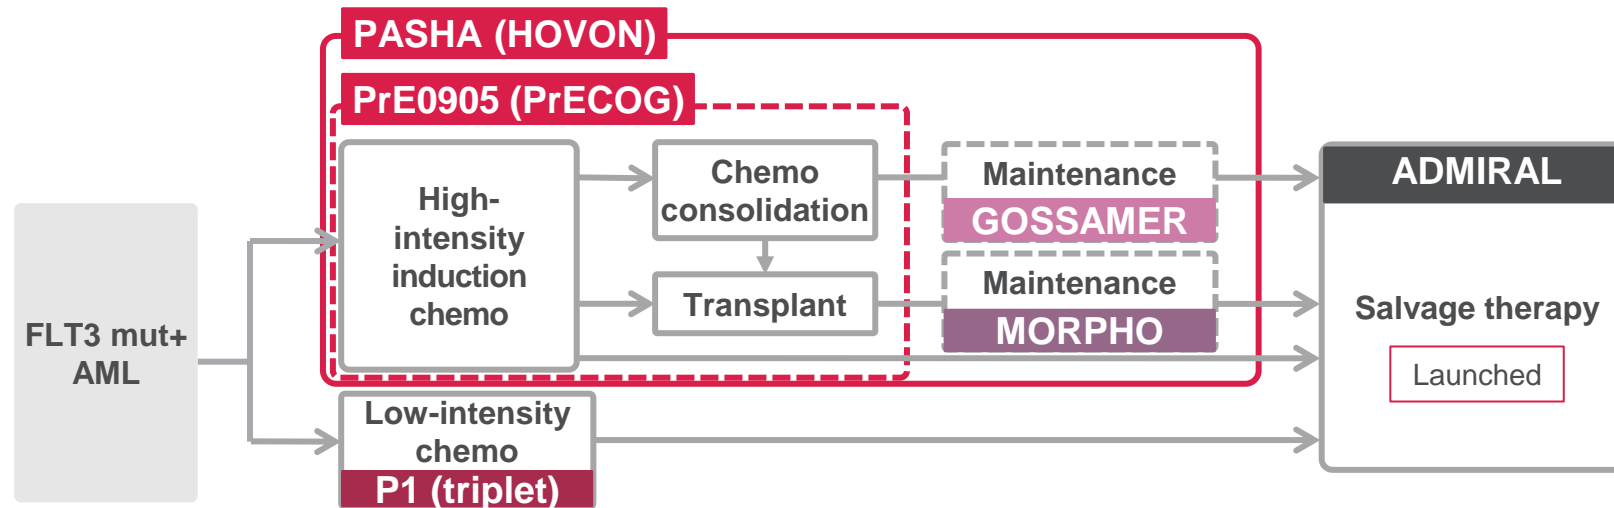 PASHA (HOVON)
PrE0905 (PrECOG)
FLT3 mut+
AML
High-
intensity
induction
chemo
Chemo
consolidation
Transplant
Maintenance
GOSSAMER
Maintenance
MORPHO
Low-intensity
chemo
P1 (triplet)
ADMIRAL
Salvage therapy
Launched